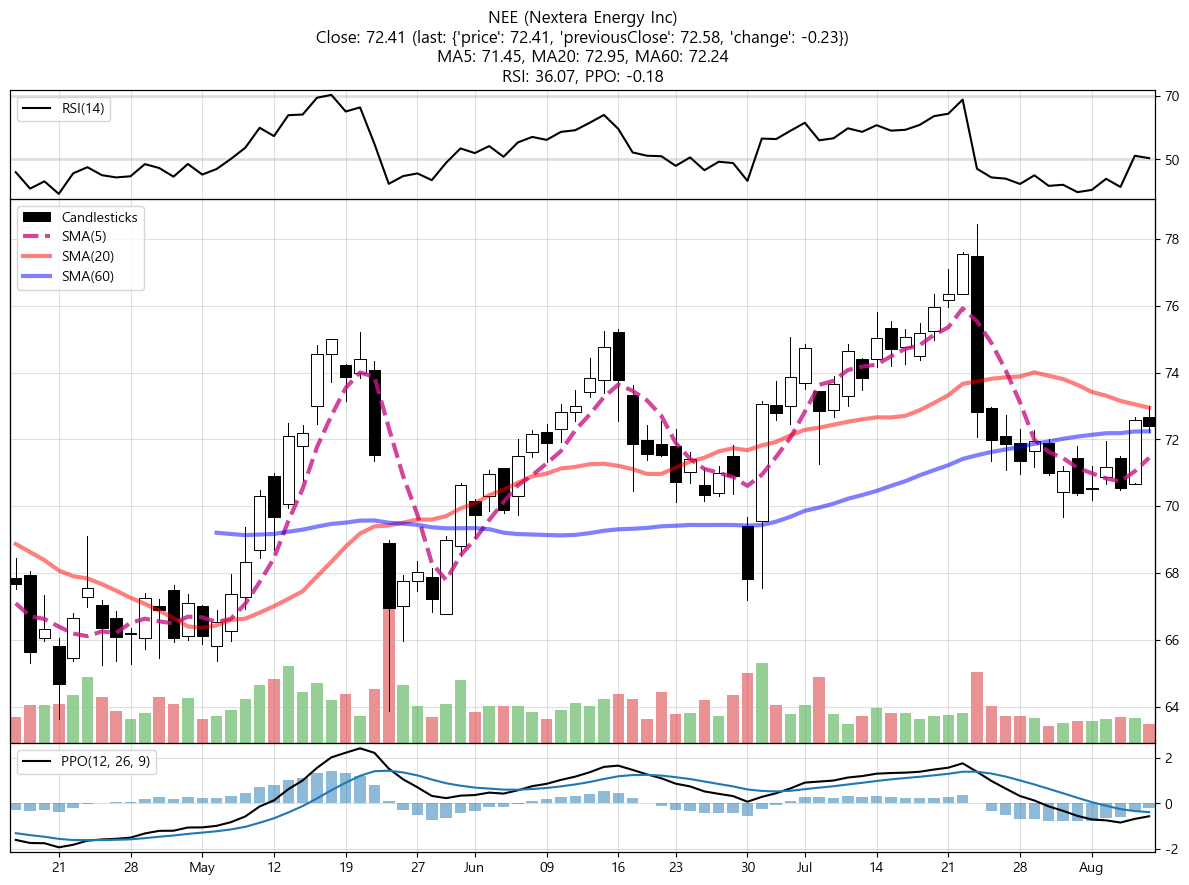 NEE (Nextera Energy Inc)
Close: 72.41 (last: {'price': 72.41, 'previousClose': 72.58, 'change': -0.23})
MA5: 71.45, MA20: 72.95, MA60: 72.24
RSI: 36.07, PPO: -0.18
RSI(14)
70
50
Candlesticks
SMA(5)
SMA(20)
SMA(60)
78
76
74
72
70
68
66
64
PPO(12, 26, 9)
2
0
-2
21 28 May 12 19 27 Jun 09 16 23 30 Jul 14 21 28 Aug